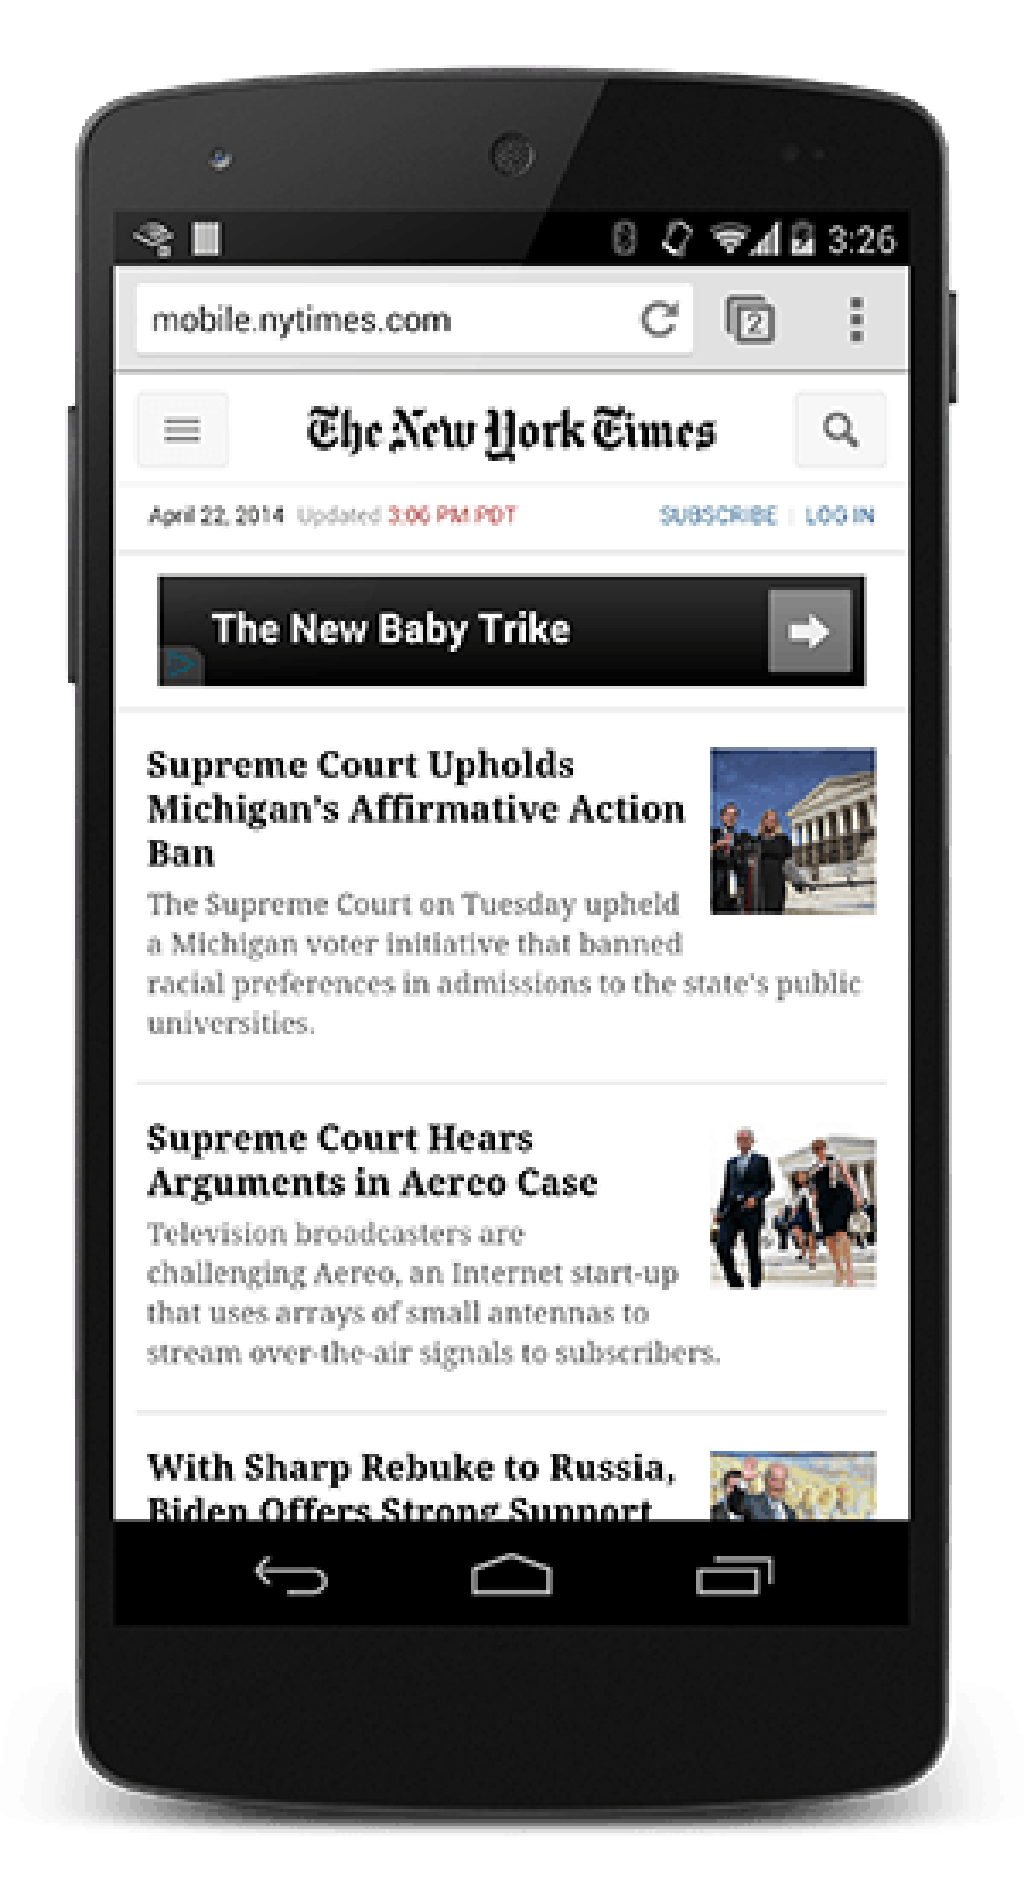 3:26
mobile.nytimes.com
2
The New York Times
April 22, 2014 Updated 3:06 PM PDT SUBSCRIBE | LOG IN
The New Baby Trike
Supreme Court Upholds
Michigan's Affirmative Action
Ban
The Supreme Court on Tuesday upheld
a Michigan voter initiative that banned
racial preferences in admissions to the state's public
universities.
Supreme Court Hears
Arguments in Aereo Case
Television broadcasters are
challenging Aereo, an Internet start-up
that uses arrays of small antennas to
stream over-the-air signals to subscribers.
With Sharp Rebuke to Russia,
Biden Offers Strong Support